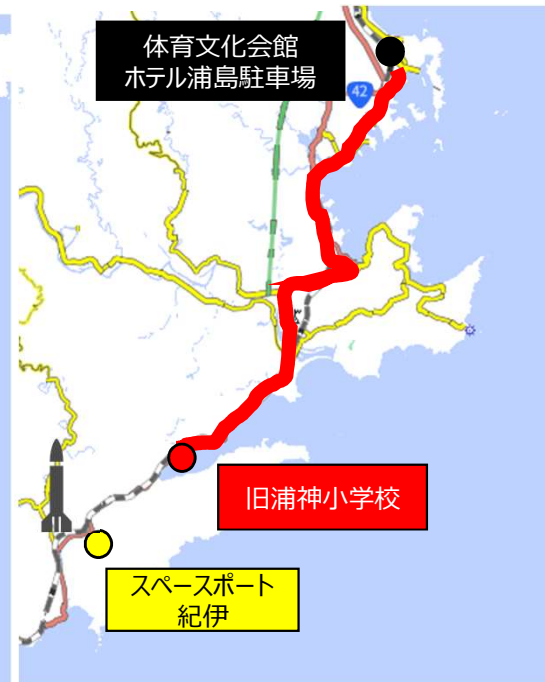 体育文化会館
ホテル浦島駐車場
42
旧浦神小学校
スペースポート
紀伊